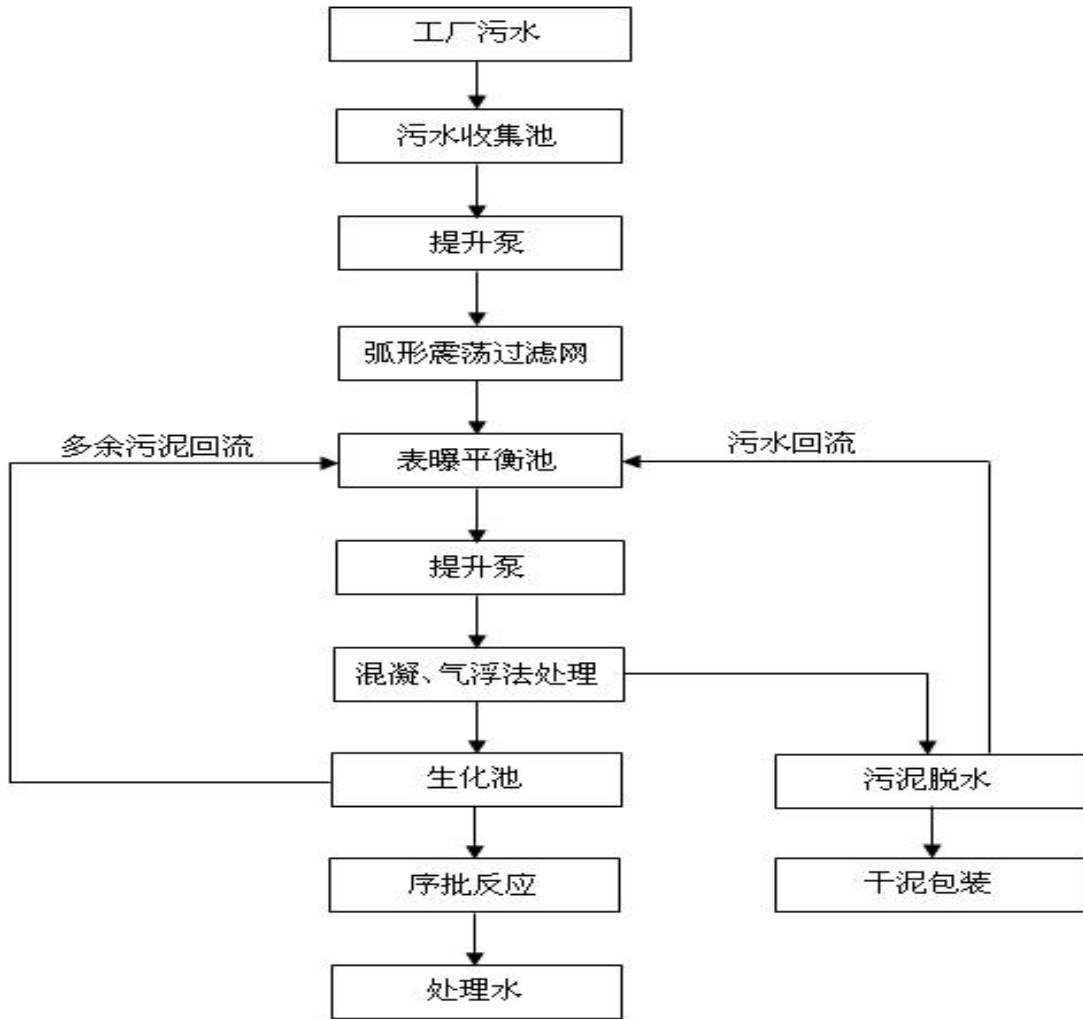 工厂污水
污水收集池
提升泵
弧形震荡过滤网
多余污泥回流
表曝平衡池
污水回流
提升泵
混凝、气浮法处理
生化池
污泥脱水
序批反应
干泥包装
处理水